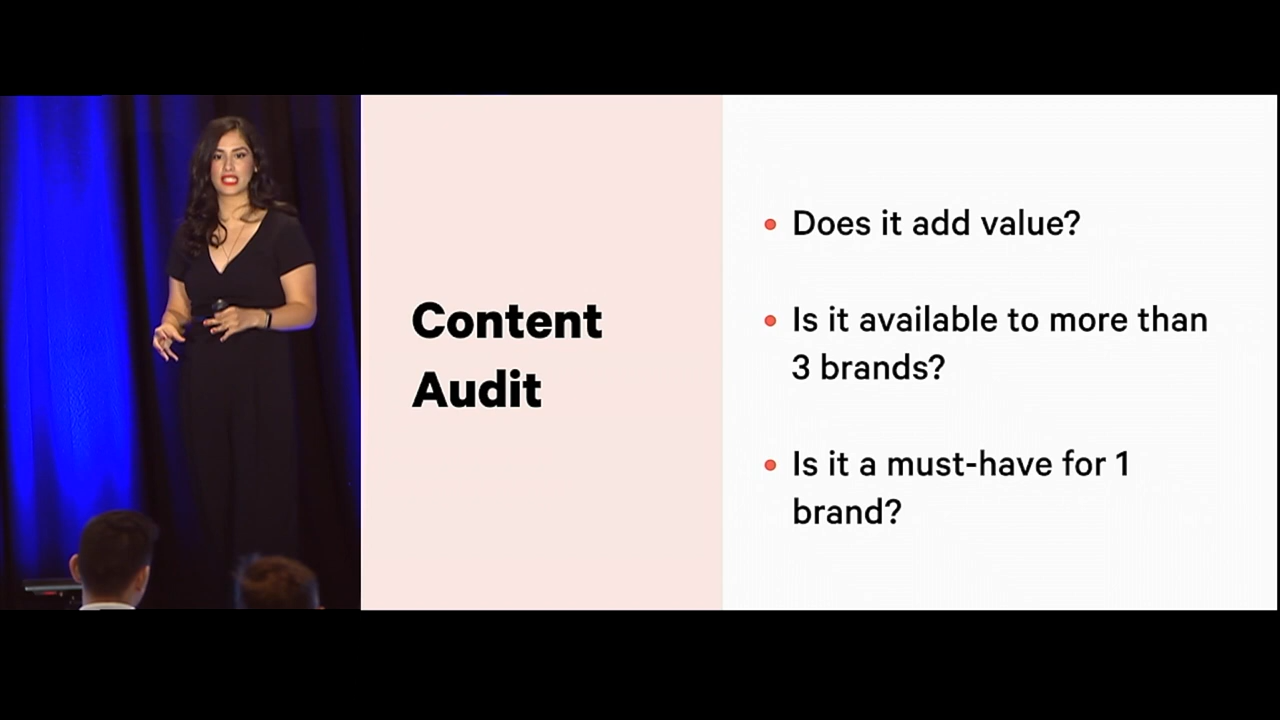 Content
Audit
Does it add value?
Is it available to more than
3 brands?
Is it a must-have for 1
brand?